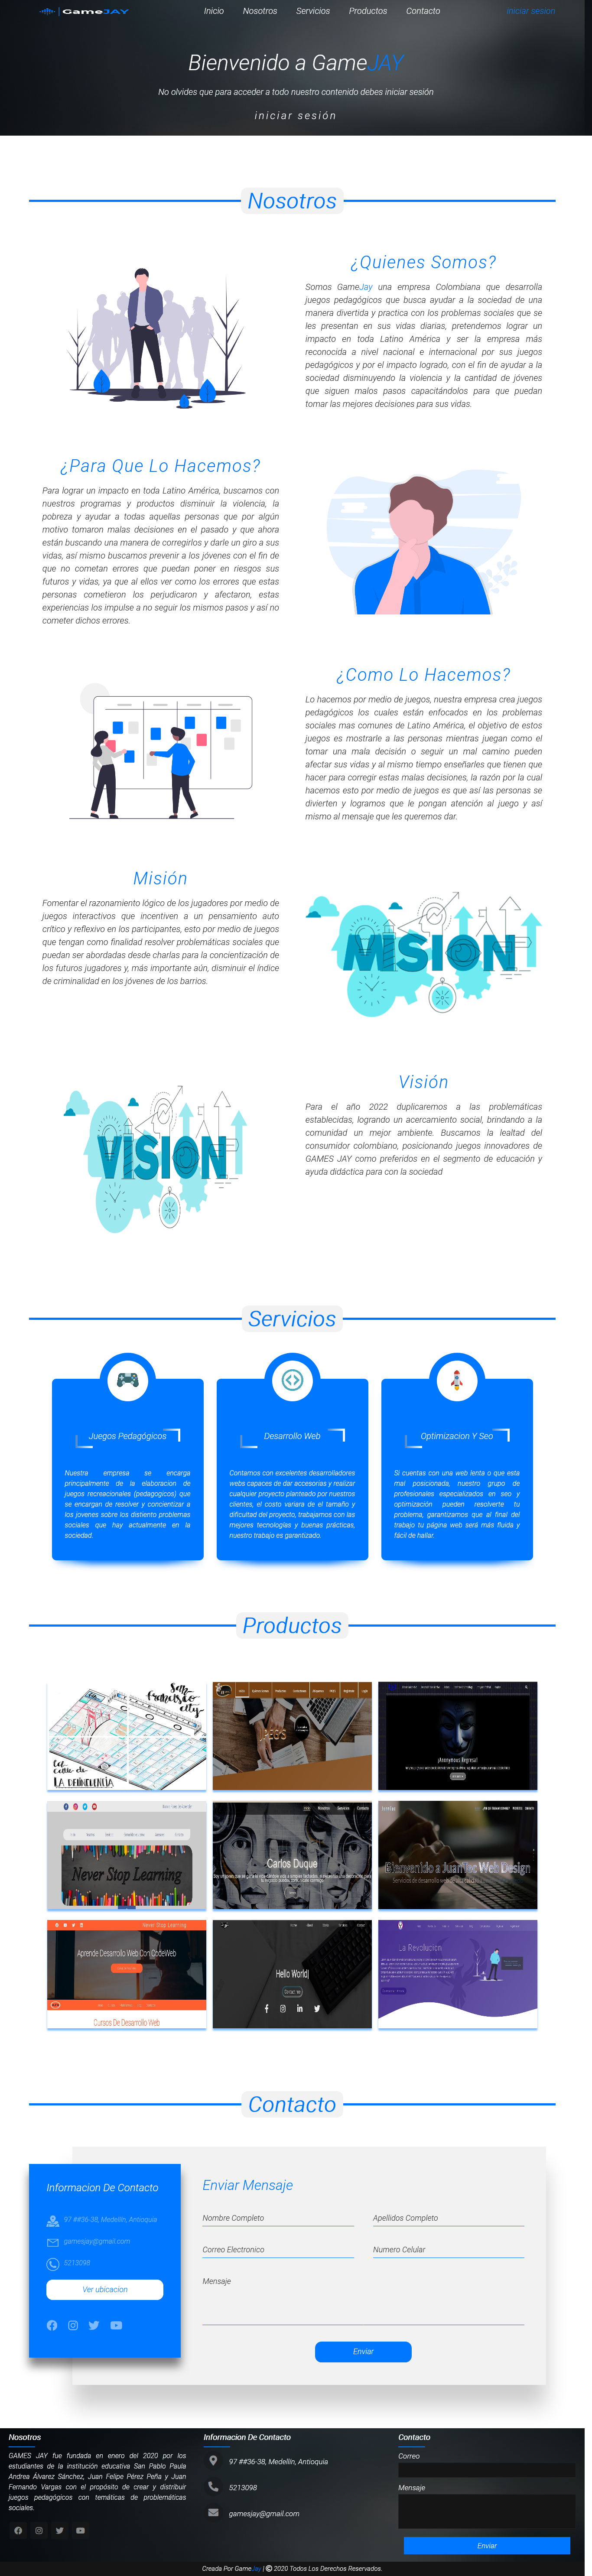 GameJAY
Inicio Nosotros Servicios Productos Contacto
iniciar sesion
Bienvenido a GameJAY
No olvides que para acceder a todo nuestro contenido debes iniciar sesión
iniciar sesión
Nosotros
¿Quienes Somos?
Somos GameJay una empresa Colombiana que desarrolla
juegos pedagógicos que busca ayudar a la sociedad de una
manera divertida y practica con los problemas sociales que se
les presentan en sus vidas diarias, pretendemos lograr un
impacto en toda Latino América y ser la empresa más
reconocida a nivel nacional e internacional por sus juegos
pedagógicos y por el impacto logrado, con el fin de ayudar a la
sociedad disminuyendo la violencia y la cantidad de jóvenes
que siguen malos pasos capacitándolos para que puedan
tomar las mejores decisiones para sus vidas.
¿Para Que Lo Hacemos?
Para lograr un impacto en toda Latino América, buscamos con
nuestros programas y productos disminuir la violencia, la
pobreza y ayudar a todas aquellas personas que por algún
motivo tomaron malas decisiones en el pasado y que ahora
están buscando una manera de corregirlos y darle un giro a sus
vidas, así mismo buscamos prevenir a los jóvenes con el fin de
que no cometan errores que puedan poner en riesgos sus
futuros y vidas, ya que al ellos ver como los errores que estas
personas cometieron los perjudicaron y afectaron, estas
experiencias los impulse a no seguir los mismos pasos y así no
cometer dichos errores.
¿Como Lo Hacemos?
Lo hacemos por medio de juegos, nuestra empresa crea juegos
pedagógicos los cuales están enfocados en los problemas
sociales mas comunes de Latino América, el objetivo de estos
juegos es mostrarle a las personas mientras juegan como el
tomar una mala decisión o seguir un mal camino pueden
afectar sus vidas y al mismo tiempo enseñarles que tienen que
hacer para corregir estas malas decisiones, la razón por la cual
hacemos esto por medio de juegos es que así las personas se
divierten y logramos que le pongan atención al juego y así
mismo al mensaje que les queremos dar.
Misión
Fomentar el razonamiento lógico de los jugadores por medio de
juegos interactivos que incentiven a un pensamiento auto
crítico y reflexivo en los participantes, esto por medio de juegos
que tengan como finalidad resolver problemáticas sociales que
puedan ser abordadas desde charlas para la concientización de
los futuros jugadores y, más importante aún, disminuir el índice
de criminalidad en los jóvenes de los barrios.
MISION
Visión
Para el año 2022 duplicaremos a las problemáticas
establecidas, logrando un acercamiento social, brindando a la
comunidad un mejor ambiente. Buscamos la lealtad del
consumidor colombiano, posicionando juegos innovadores de
GAMES JAY como preferidos en el segmento de educación y
ayuda didáctica para con la sociedad
VISION
Servicios
Juegos Pedagógicos
Nuestra empresa se encarga
principalmente de la elaboracion de
juegos recreacionales (pedagogicos) que
se encargan de resolver y concientizar a
los jovenes sobre los distiento problemas
sociales que hay actualmente en la
sociedad.
Desarrollo Web
Contamos con excelentes desarrolladores
webs capaces de dar accesorias y realizar
cualquier proyecto planteado por nuestros
clientes, el costo variara de el tamaño y
dificultad del proyecto, trabajamos con las
mejores tecnologías y buenas prácticas,
nuestro trabajo es garantizado.
Optimizacion Y Seo
Si cuentas con una web lenta o que esta
mal posicionada, nuestro grupo de
profesionales especializados en seo y
optimización pueden resolverte tu
problema, garantizamos que al final del
trabajo tu página web será más fluida y
fácil de hallar.
Productos
San
Francisco
city
La calle de
LA DELINCUENCIA
¡Anonymous Regresa!
Never Stop Learning
Carlos Duque
Bienvenido a Juan Web Design
Never Stop Learning
Aprende Desarrollo Web Con CodeWeb
Cursos De Desarrollo Web
Hello World|
La Revolucion
Contacto
Informacion De Contacto
97 ##36-38, Medellín, Antioquia
gamesjay@gmail.com
5213098
Ver ubicacion
Enviar Mensaje
Nombre Completo
Apellidos Completo
Correo Electronico
Numero Celular
Mensaje
Enviar
Nosotros
GAMES JAY fue fundada en enero del 2020 por los
estudiantes de la institución educativa San Pablo Paula
Andrea Álvarez Sánchez, Juan Felipe Pérez Peña y Juan
Fernando Vargas con el propósito de crear y distribuir
juegos pedagógicos con temáticas de problemáticas
sociales.
Informacion De Contacto
97 ##36-38, Medellín, Antioquia
5213098
gamesjay@gmail.com
Contacto
Correo
Mensaje
Enviar
Creada Por GameJay | © 2020 Todos Los Derechos Reservados.